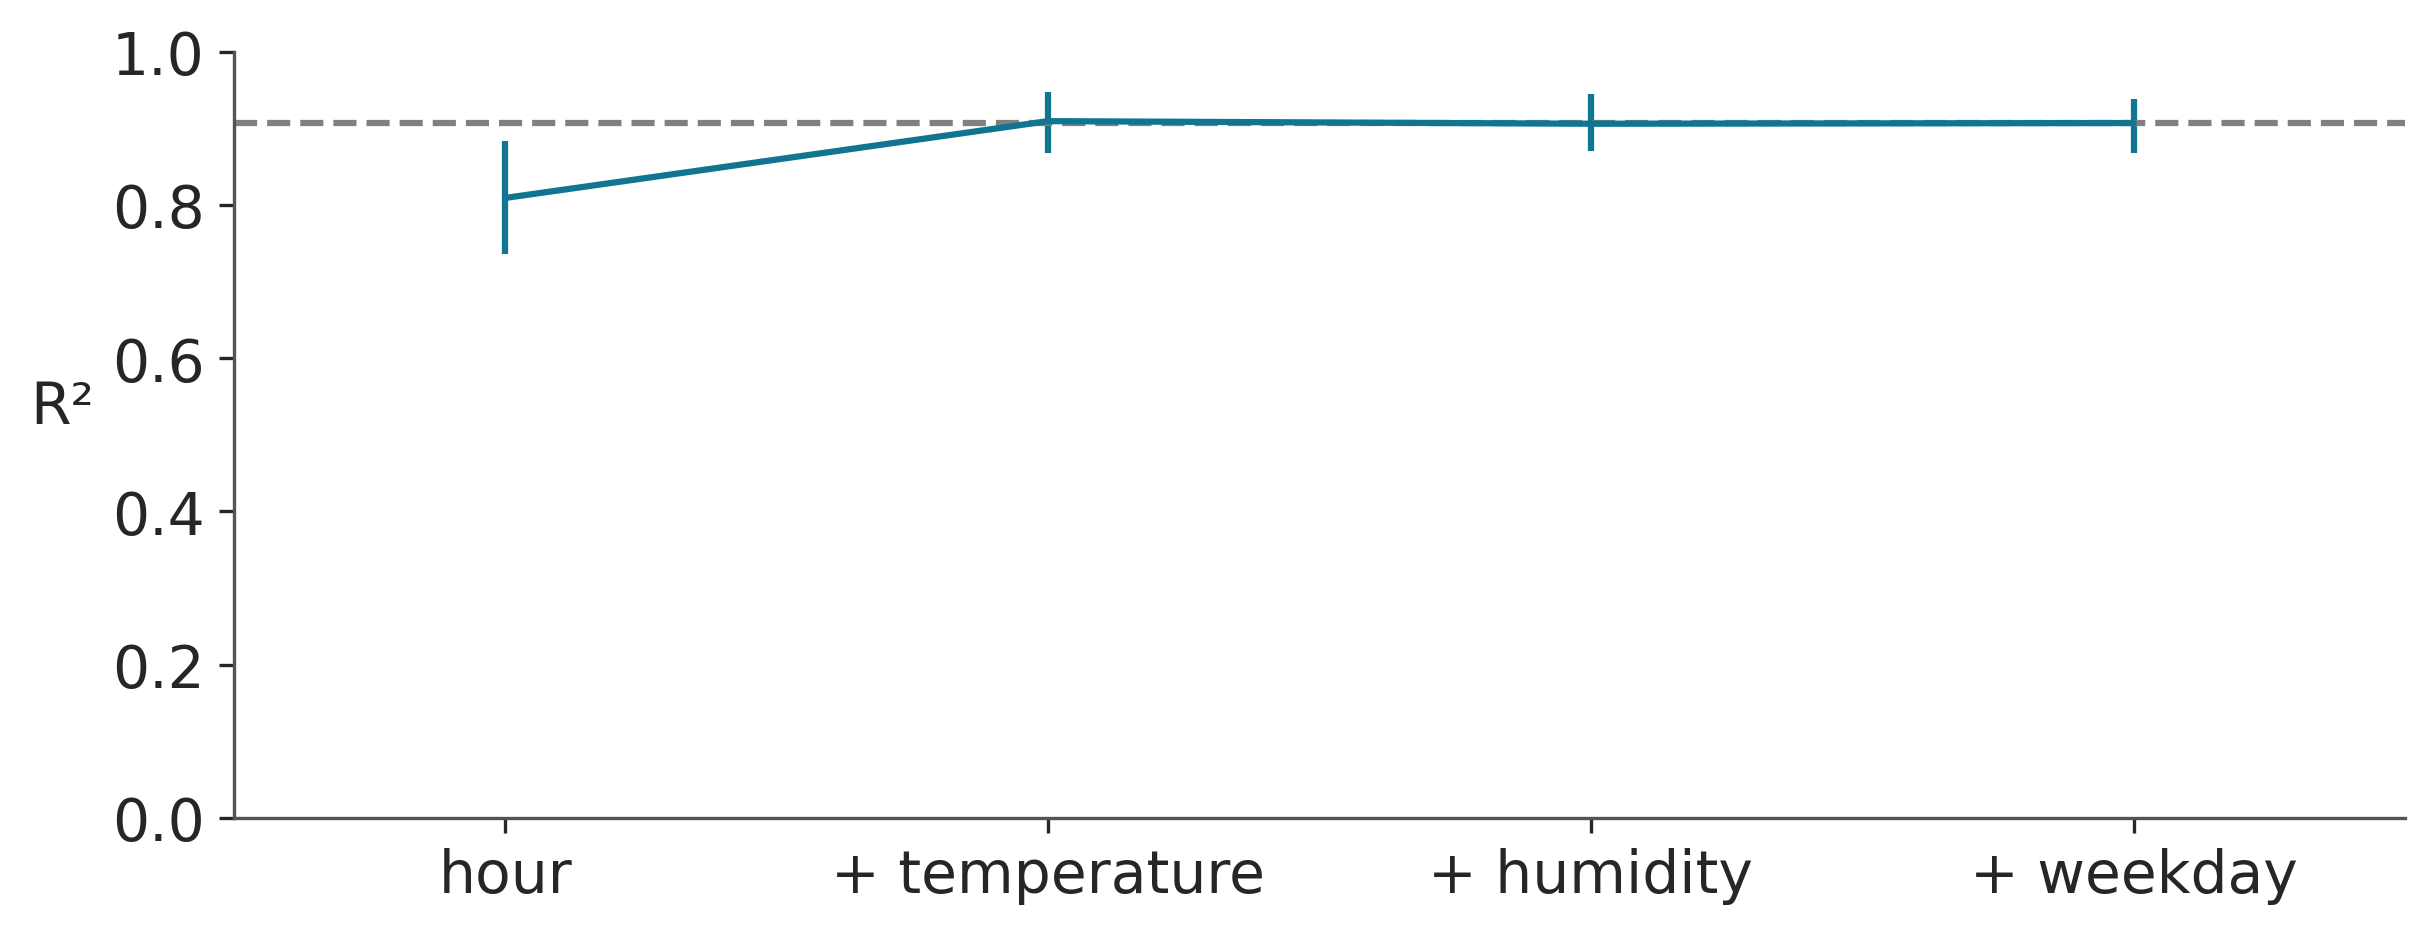 1.0
0.8
0.6
R²
0.4
0.2
0.0
hour
+ temperature
+ humidity
+ weekday